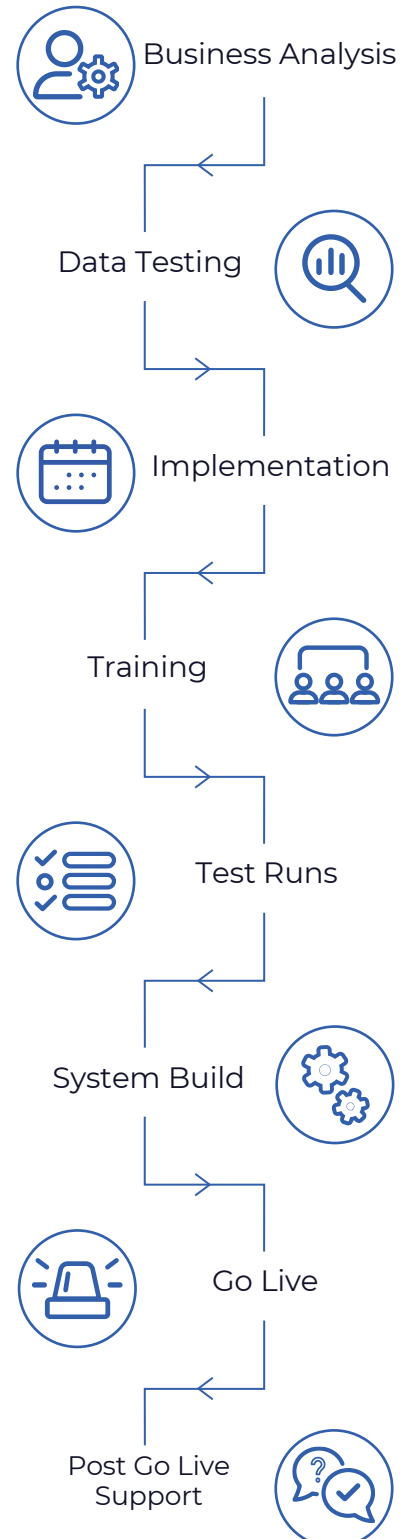 Business Analysis
Data Testing
Implementation
Training
Test Runs
System Build
Go Live
Post Go Live
Support
?